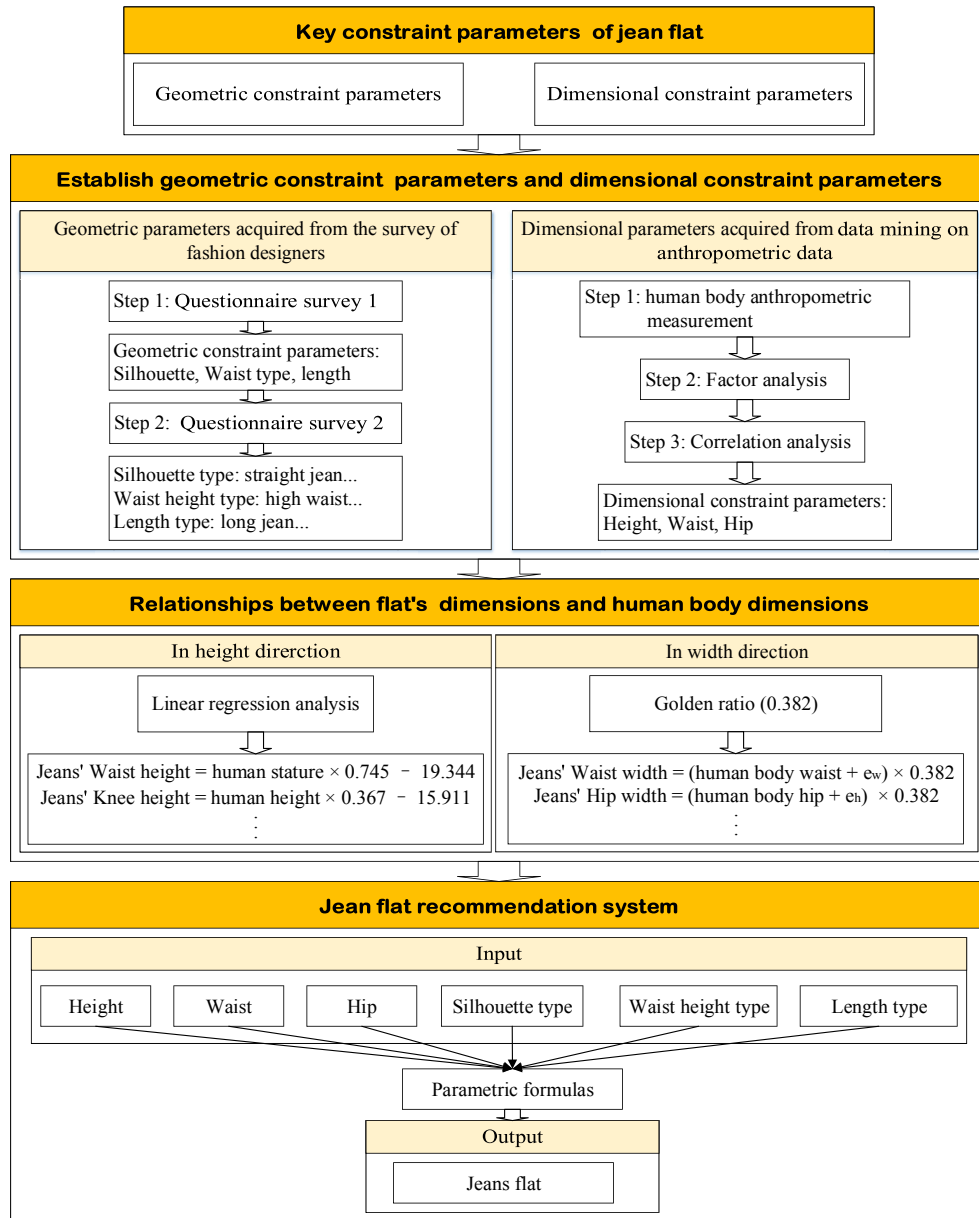 Key constraint parameters of jean flat
Geometric constraint parameters
Dimensional constraint parameters
Establish geometric constraint parameters and dimensional constraint parameters
Geometric parameters acquired from the survey of
fashion designers
Step 1: Questionnaire survey 1
Geometric constraint parameters:
Silhouette, Waist type, length
Step 2: Questionnaire survey 2
Silhouette type: straight jean...
Waist height type: high waist...
Length type: long jean...
Dimensional parameters acquired from data mining on
anthropometric data
Step 1: human body anthropometric
measurement
Step 2: Factor analysis
Step 3: Correlation analysis
Dimensional constraint parameters:
Height, Waist, Hip
Relationships between flat's dimensions and human body dimensions
In height direrction
Linear regression analysis
Jeans' Waist height = human stature × 0.745 - 19.344
Jeans' Knee height = human height × 0.367 - 15.911
⋮
In width direction
Golden ratio (0.382)
Jeans' Waist width = (human body waist + ew) × 0.382
Jeans' Hip width = (human body hip + eh) × 0.382
⋮
Jean flat recommendation system
Input
Height
Waist
Hip
Silhouette type
Waist height type
Length type
Parametric formulas
Output
Jeans flat